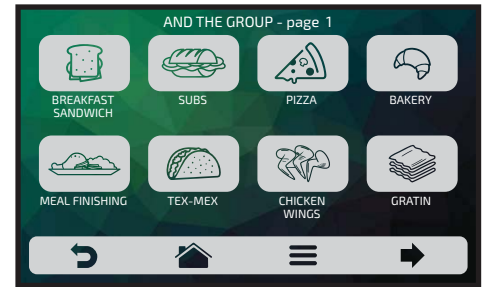 AND THE GROUP - page 1
BREAKFAST
SANDWICH
SUBS
PIZZA
BAKERY
MEAL FINISHING
TEX-MEX
CHICKEN
WINGS
GRATIN